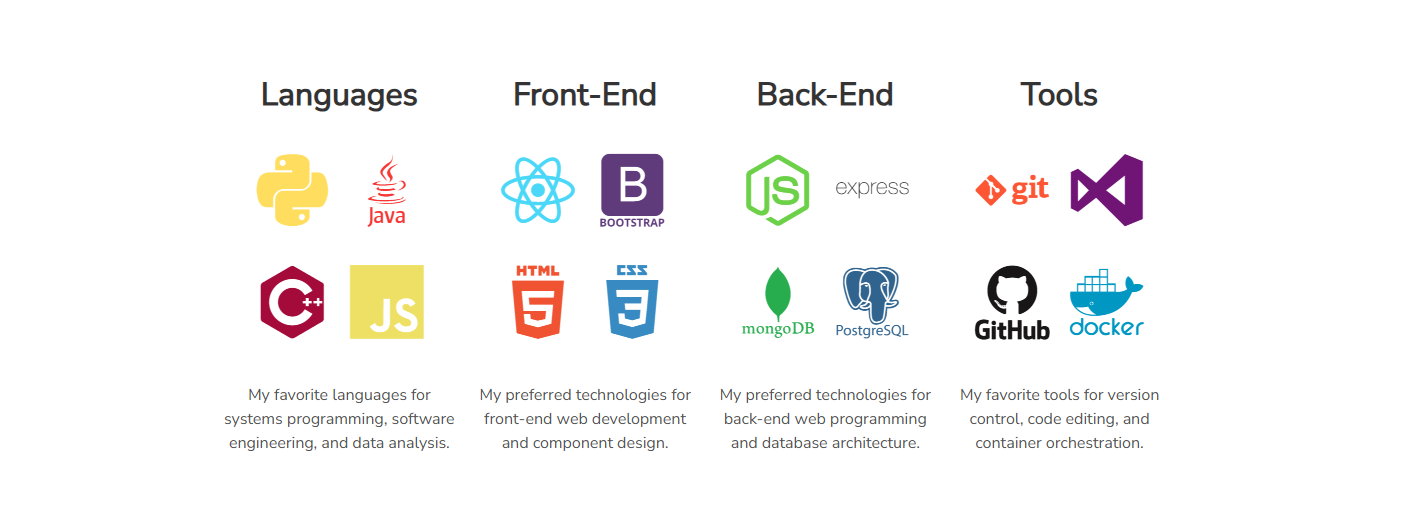 Languages
Front-End
Back-End
Tools
Java
B
BOOTSTRAP
JS
express
git
C++
JS
HTML
5
CSS
3
mongoDB
PostgreSQL
GitHub
docker
My favorite languages for
systems programming, software
engineering, and data analysis.
My preferred technologies for
front-end web development
and component design.
My preferred technologies for
back-end web programming
and database architecture.
My favorite tools for version
control, code editing, and
container orchestration.